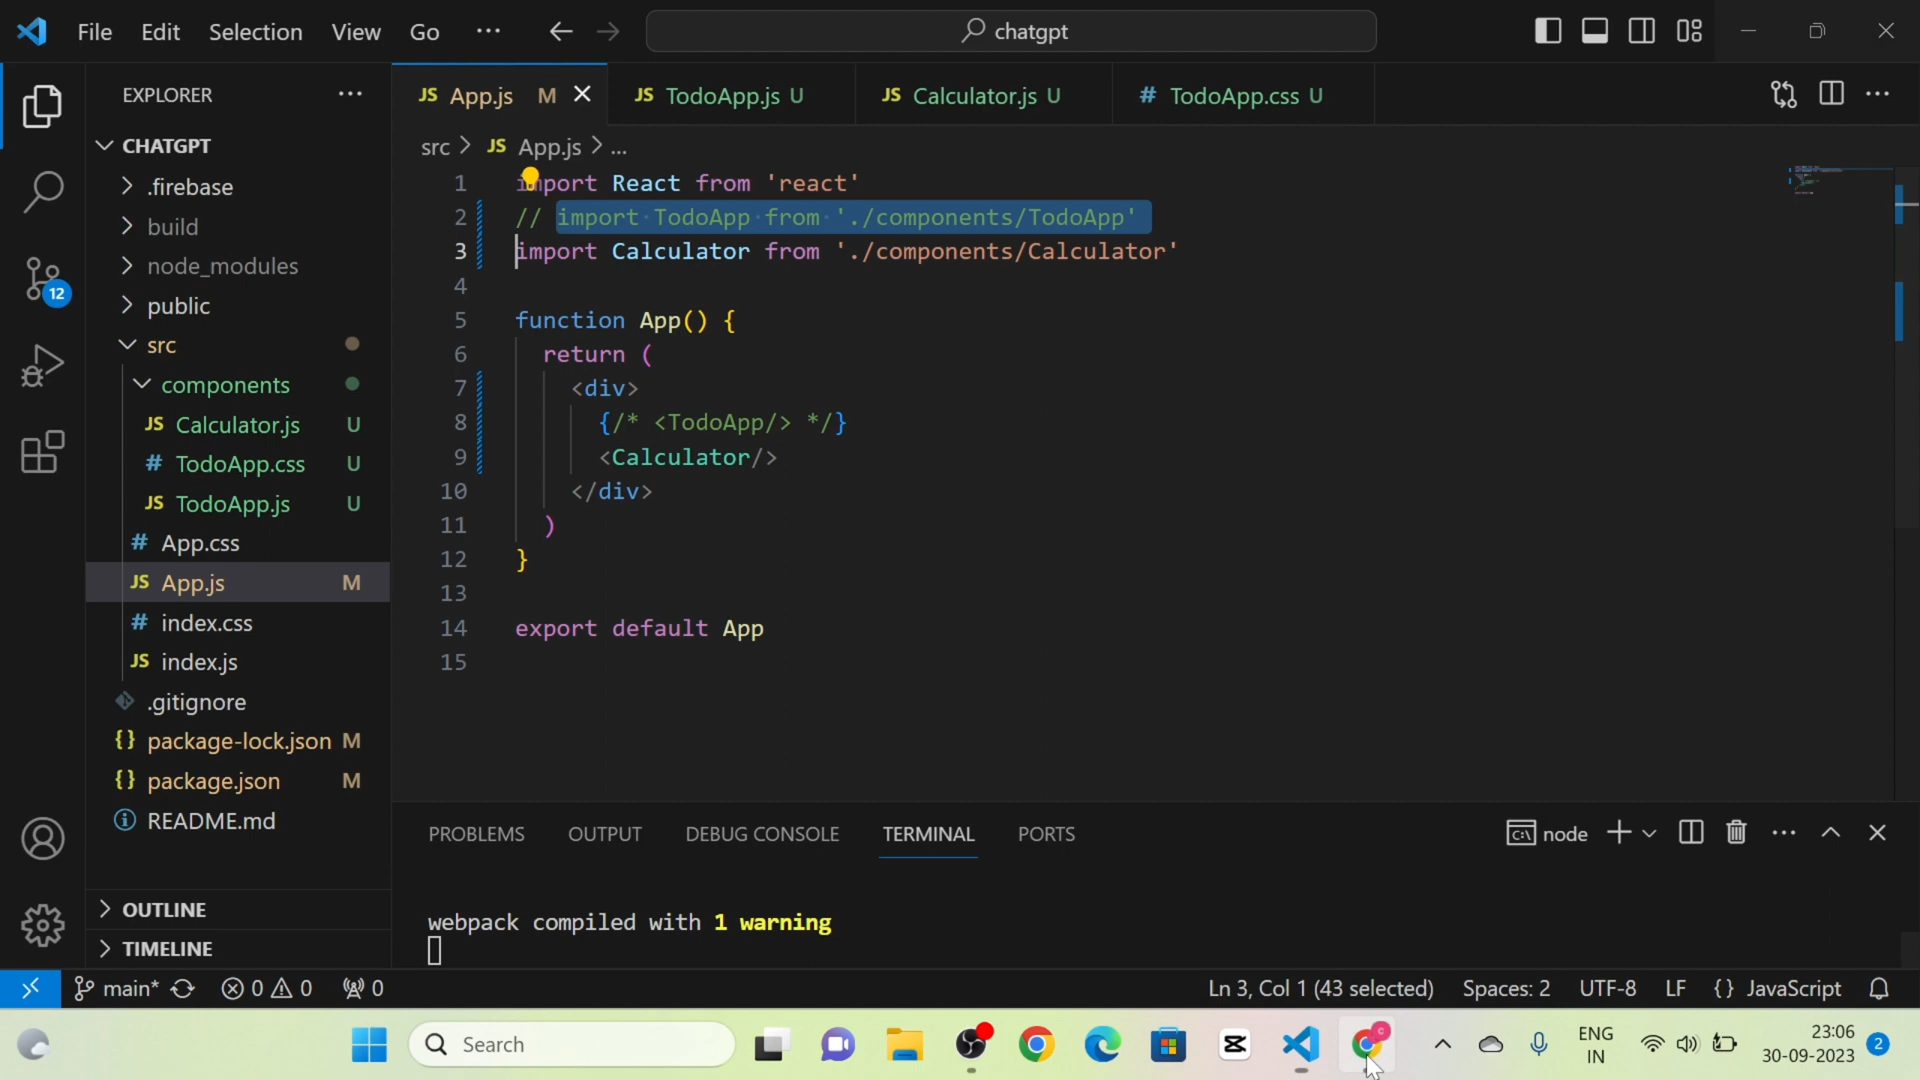 File Edit Selection View Go ··· chatgpt
EXPLORER ···
CHATGPT
.firebase
build
node_modules
public
src
components
JS Calculator.js U
# TodoApp.css U
JS TodoApp.js U
# App.css
JS App.js M
# index.css
JS index.js
.gitignore
{} package-lock.json M
{} package.json M
README.md
OUTLINE
TIMELINE
12
JS App.js M JS TodoApp.js U JS Calculator.js U # TodoApp.css U
src > JS App.js > ...
1 import React from 'react'
2 // import TodoApp from './components/TodoApp'
3 import Calculator from './components/Calculator'
4
5 function App() {
6 return (
7 <div>
8 {/* <TodoApp/> */}
9 <Calculator/>
10 </div>
11 )
12 }
13
14 export default App
15
PROBLEMS OUTPUT DEBUG CONSOLE TERMINAL PORTS node
webpack compiled with 1 warning
main* 0 0 0 Ln 3, Col 1 (43 selected) Spaces: 2 UTF-8 LF {} JavaScript
Search C ENG
IN
23:06
30-09-2023 2